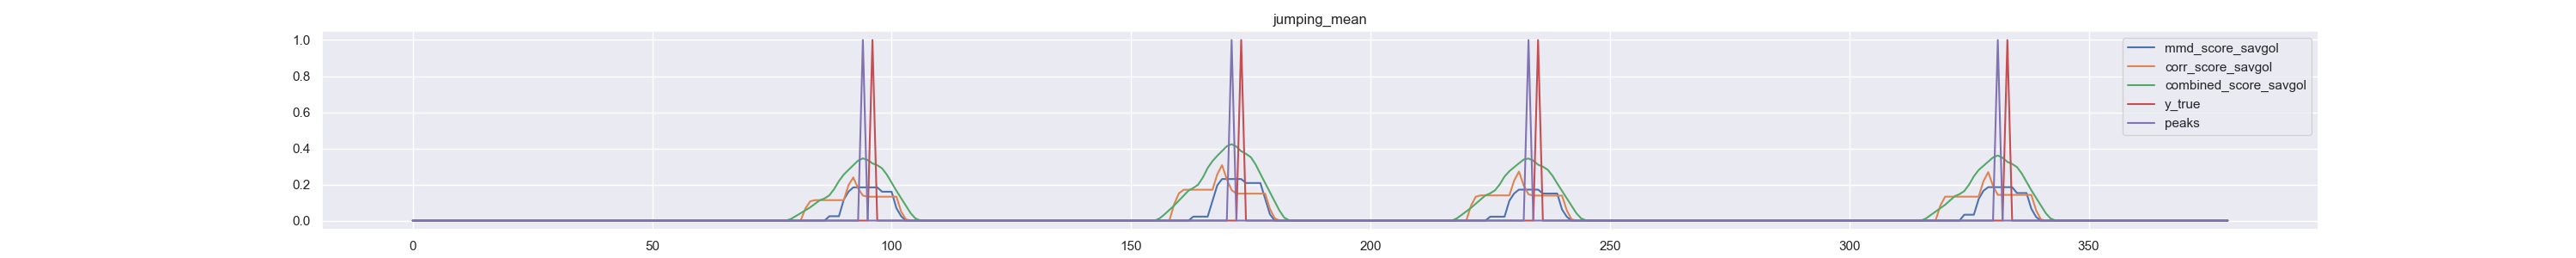 jumping_mean
1.0
0.8
0.6
0.4
0.2
0.0
0 50 100 150 200 250 300 350
mmd_score_savgol
corr_score_savgol
combined_score_savgol
y_true
peaks